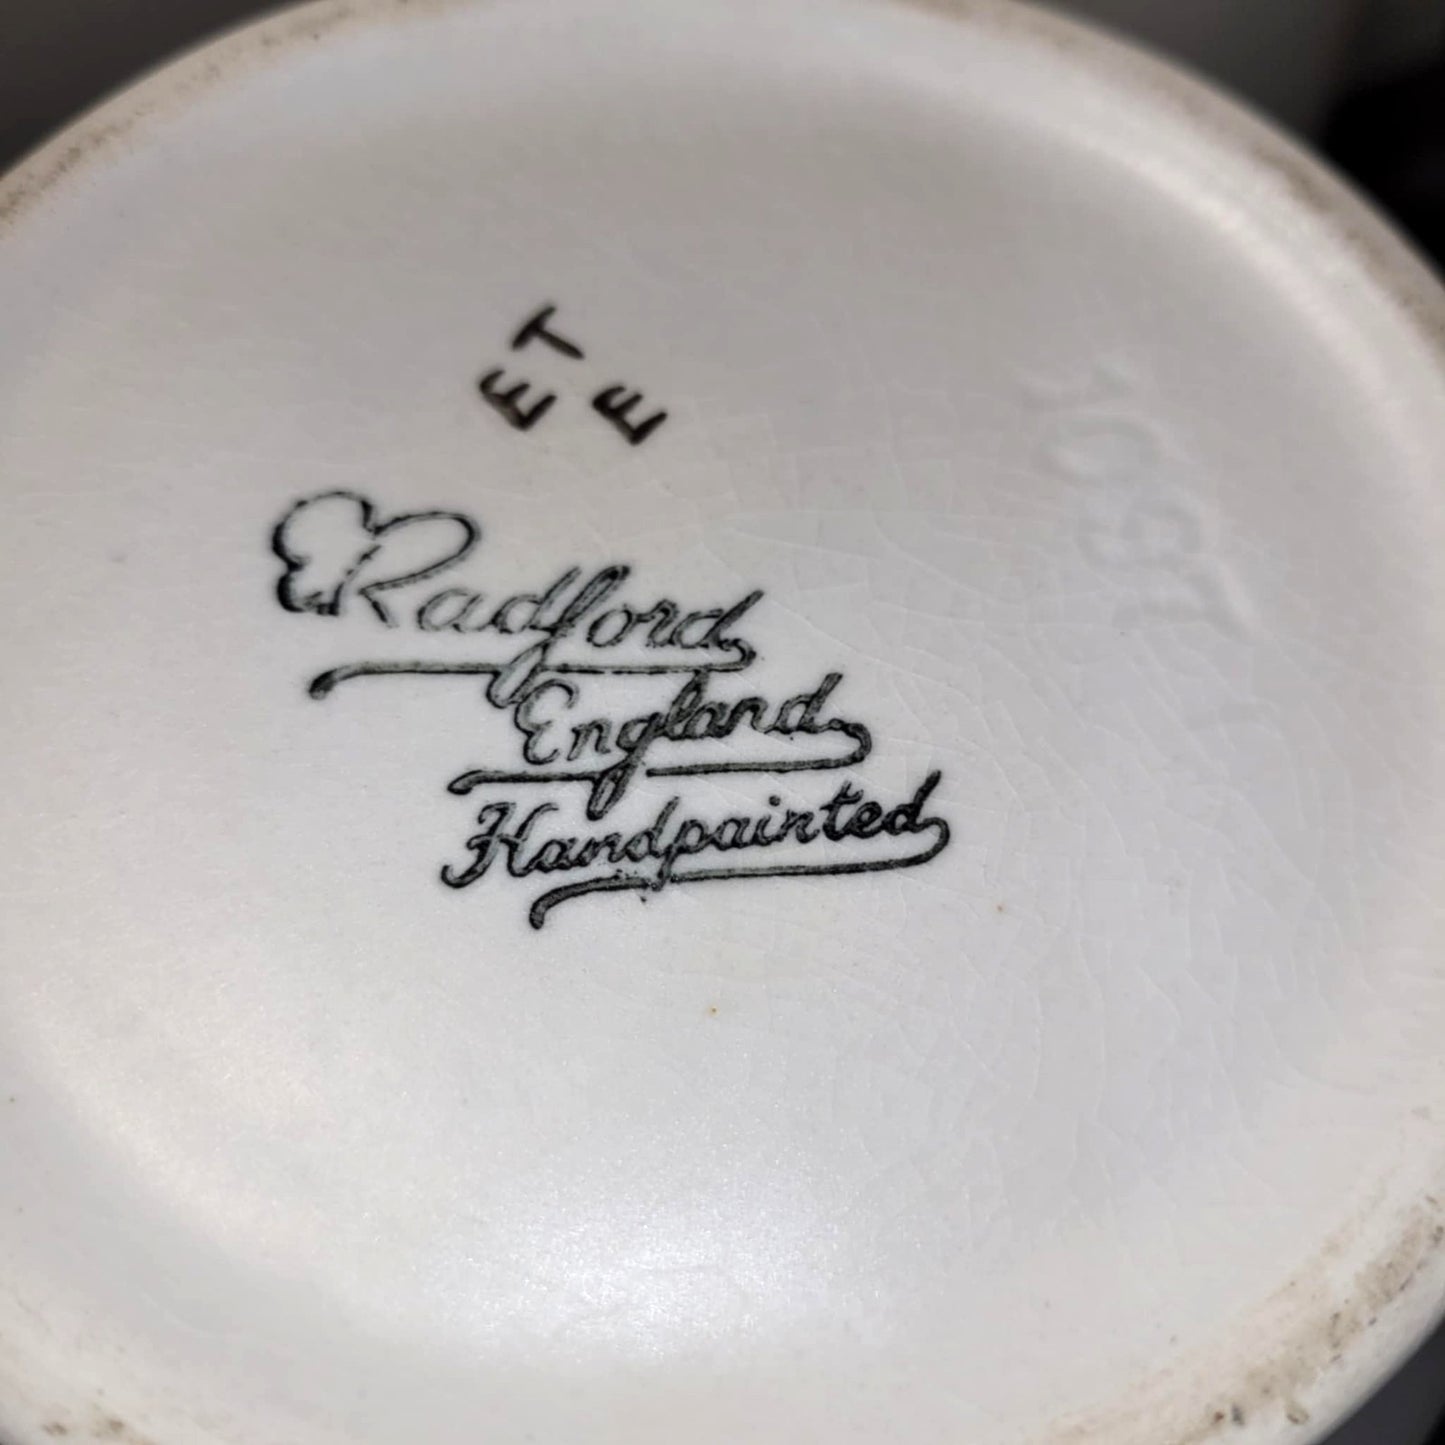 ET
E
Radford
England
Handpainted